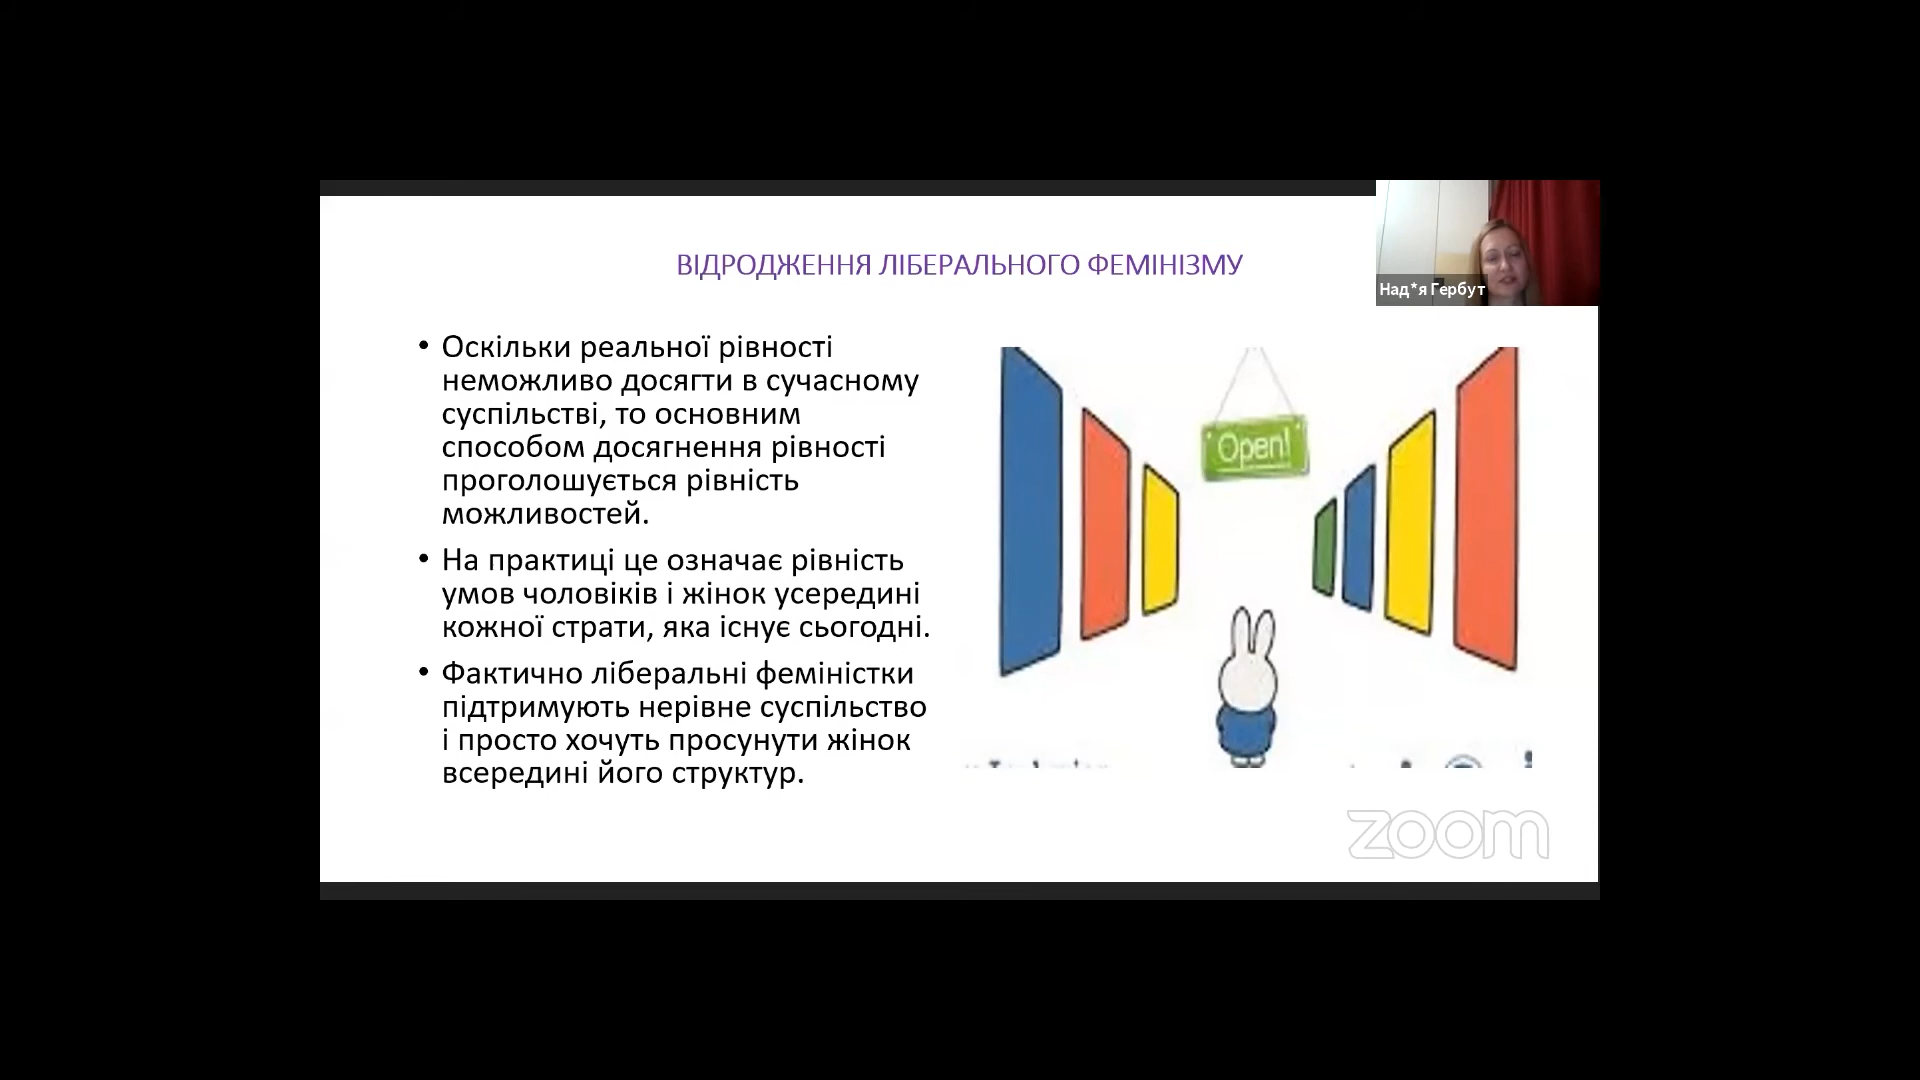 ВІДРОДЖЕННЯ ЛІБЕРАЛЬНОГО ФЕМІНІЗМУ
Над*я Гербут
• Оскільки реальної рівності
неможливо досягти в сучасному
суспільстві, то основним
способом досягнення рівності
проголошується рівність
можливостей.
• На практиці це означає рівність
умов чоловіків і жінок усередині
кожної страти, яка існує сьогодні.
• Фактично ліберальні феміністки
підтримують нерівне суспільство
і просто хочуть просунути жінок
всередині його структур.
Open!
zoom